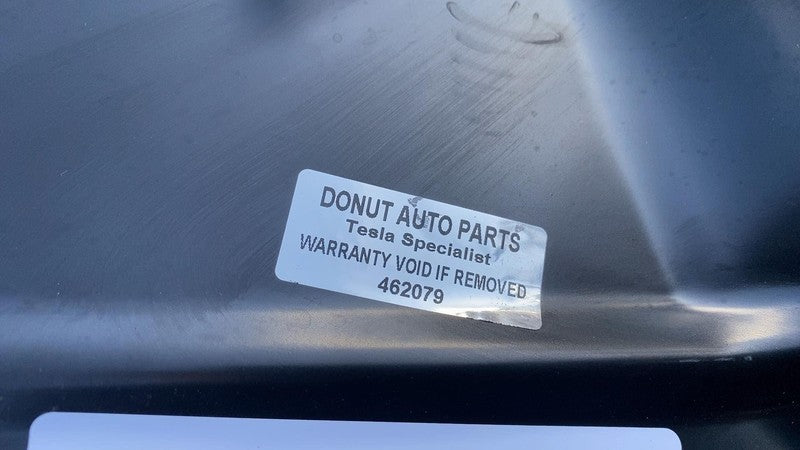 DONUT AUTO PARTS
Tesla Specialist
WARRANTY VOID IF REMOVED
462079